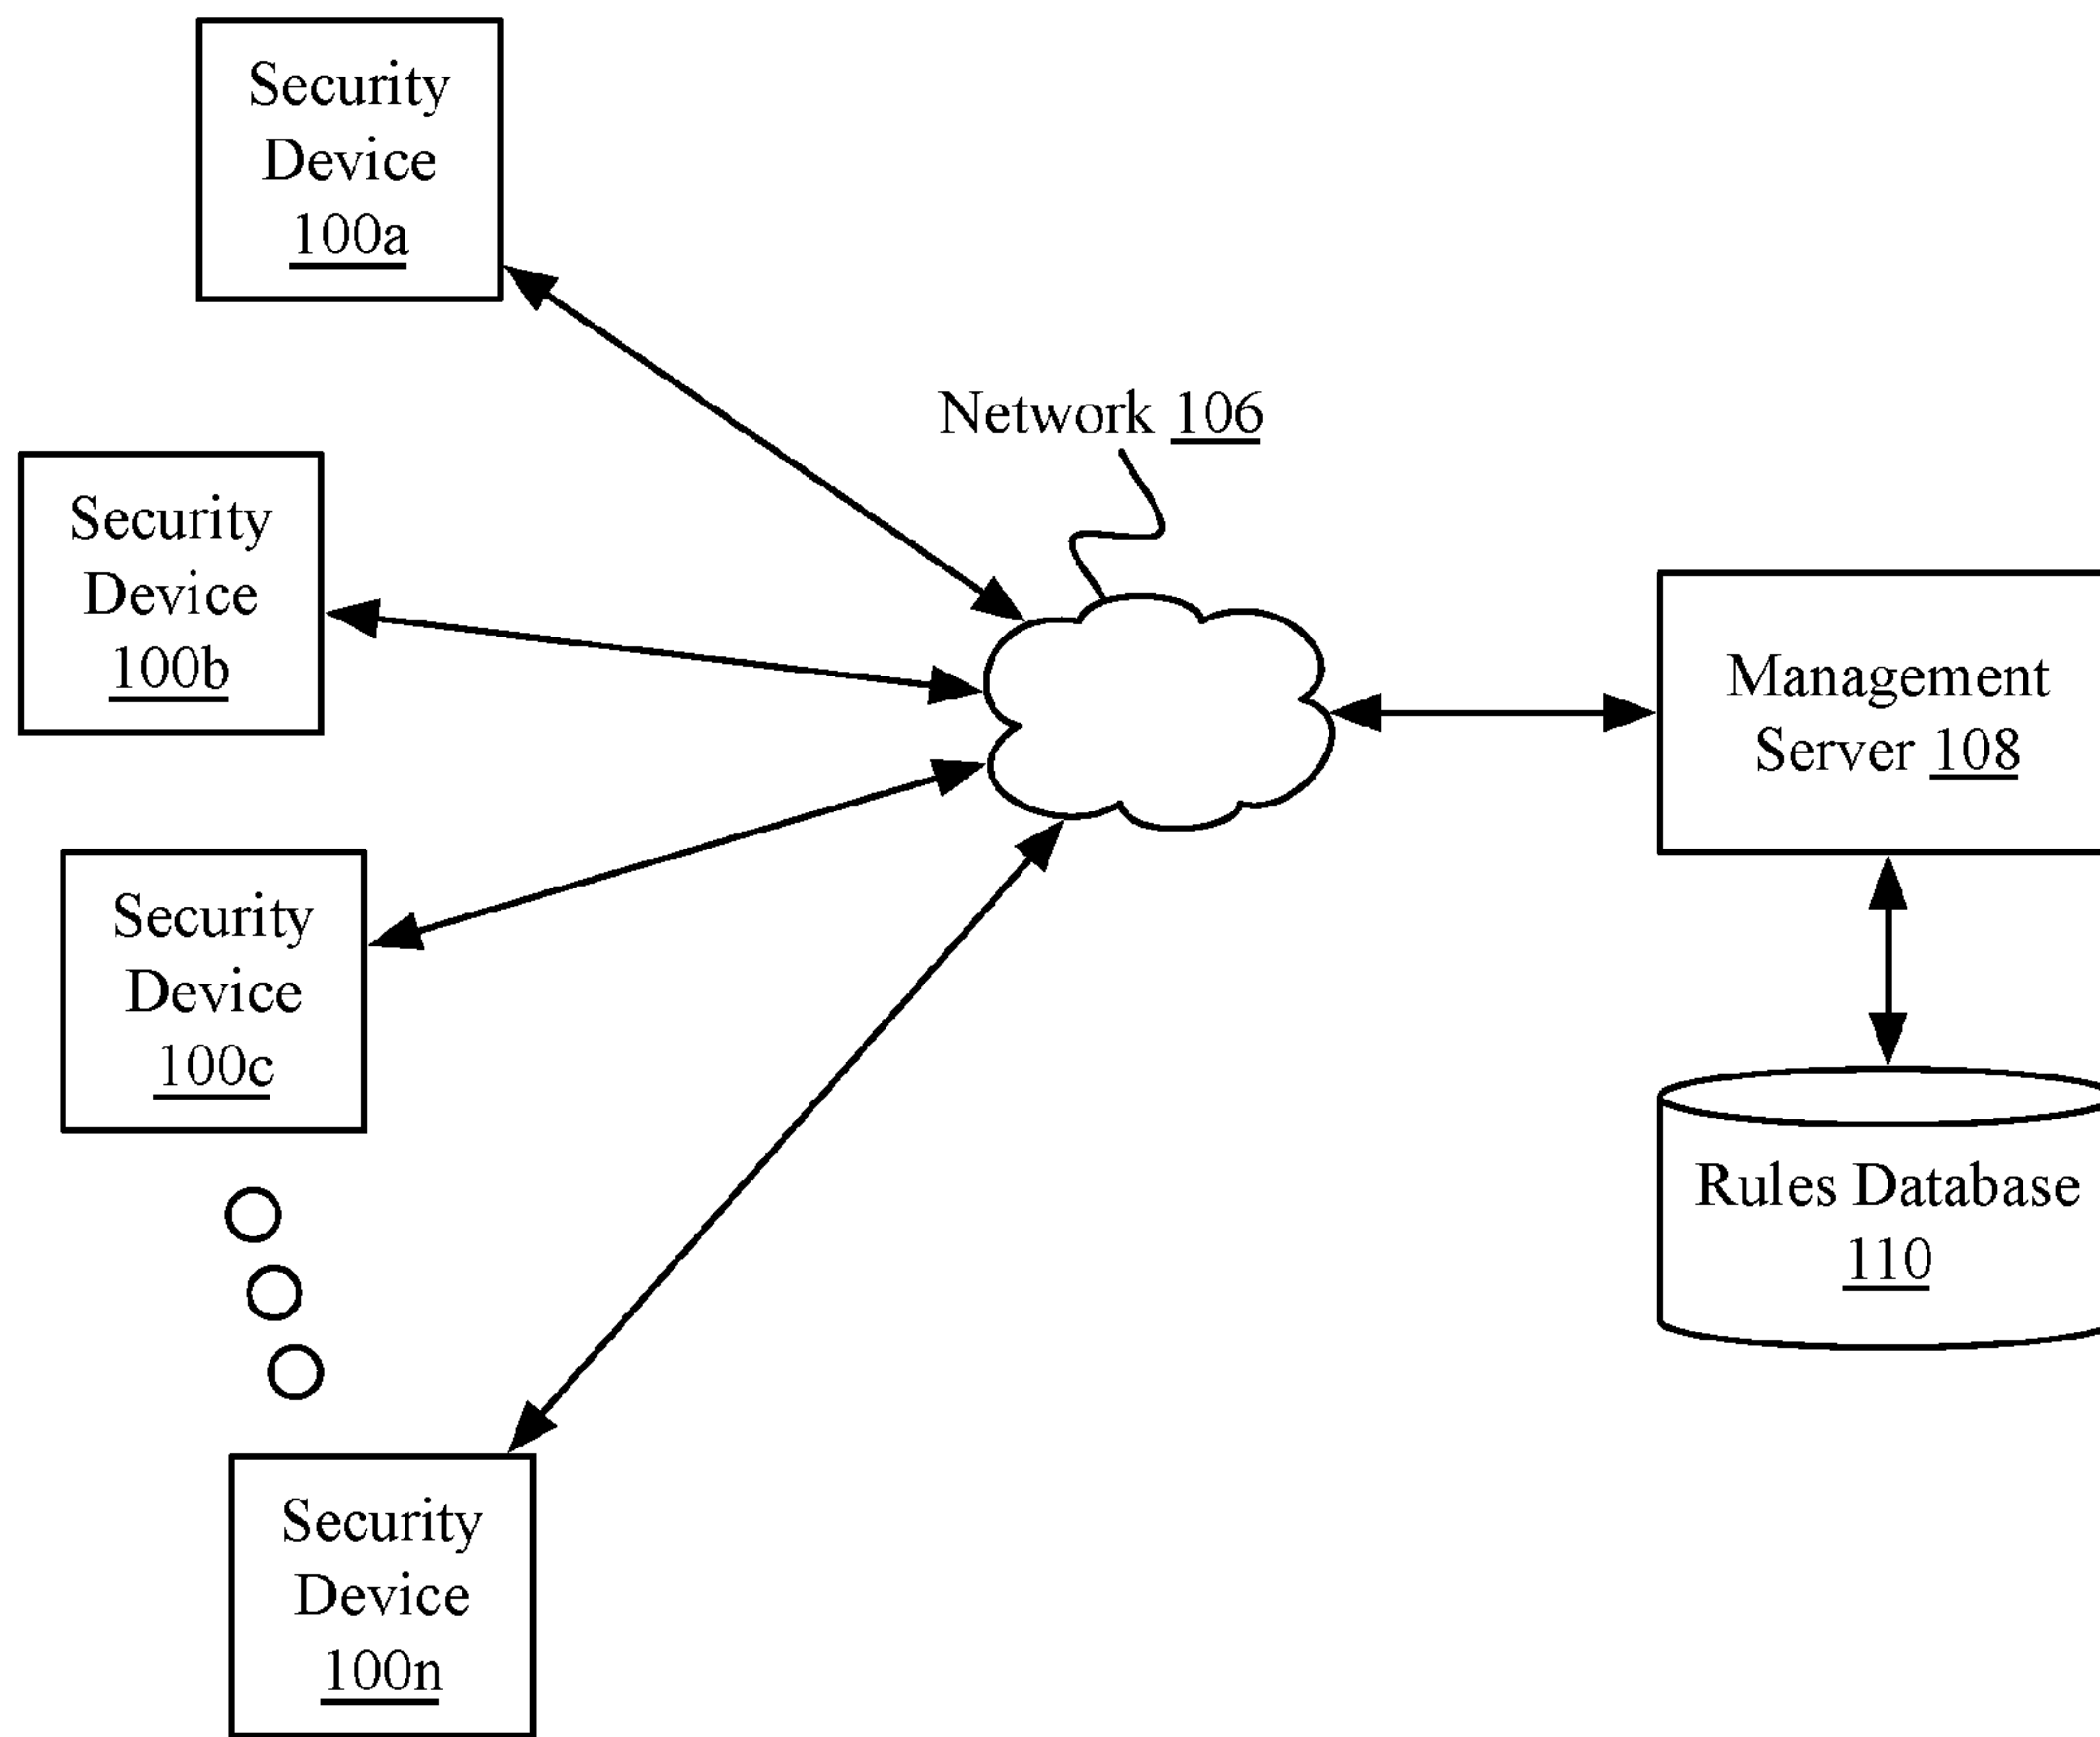 Security
Device
100a
Network 106
Security
Device
100b
Management
Server 108
Security
Device
100c
Rules Database
110
Security
Device
100n